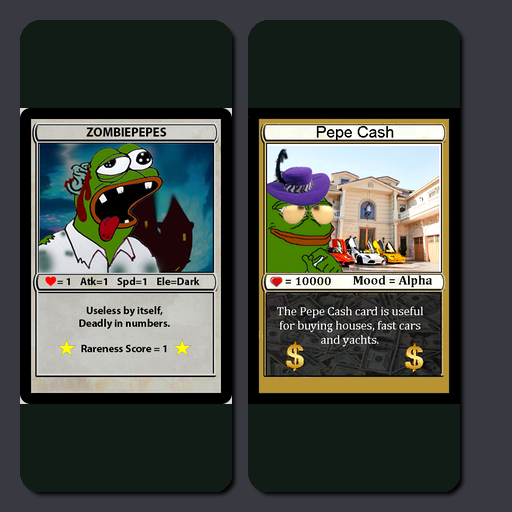 ZOMBIEPEPES
= 1 Atk=1 Spd=1 Ele=Dark
Useless by itself,
Deadly in numbers.
Rareness Score = 1
Pepe Cash
= 10000 Mood = Alpha
The Pepe Cash card is useful
for buying houses, fast cars
and yachts.
$ $